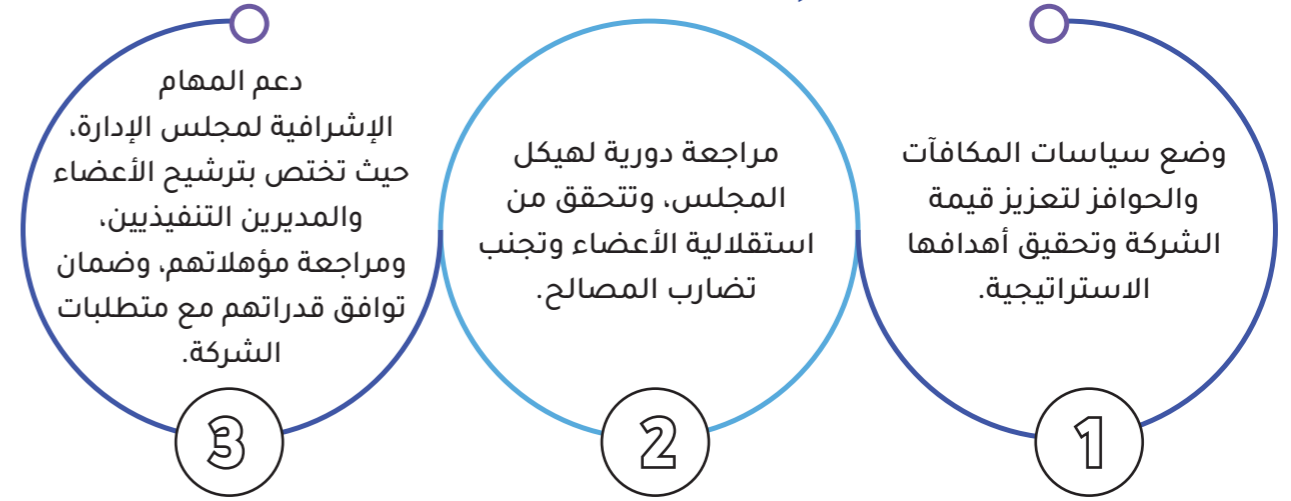 وضع سياسات المكافآت
والحوافز لتعزيز قيمة
الشركة وتحقيق أهدافها
الاستراتيجية.
1
مراجعة دورية لهيكل
المجلس، وتتحقق من
استقلالية الأعضاء وتجنب
تضارب المصالح.
2
دعم المهام
الإشرافية لمجلس الإدارة،
حيث تختص بترشيح الأعضاء
والمديرين التنفيذيين،
ومراجعة مؤهلاتهم، وضمان
توافق قدراتهم مع متطلبات
الشركة.
3